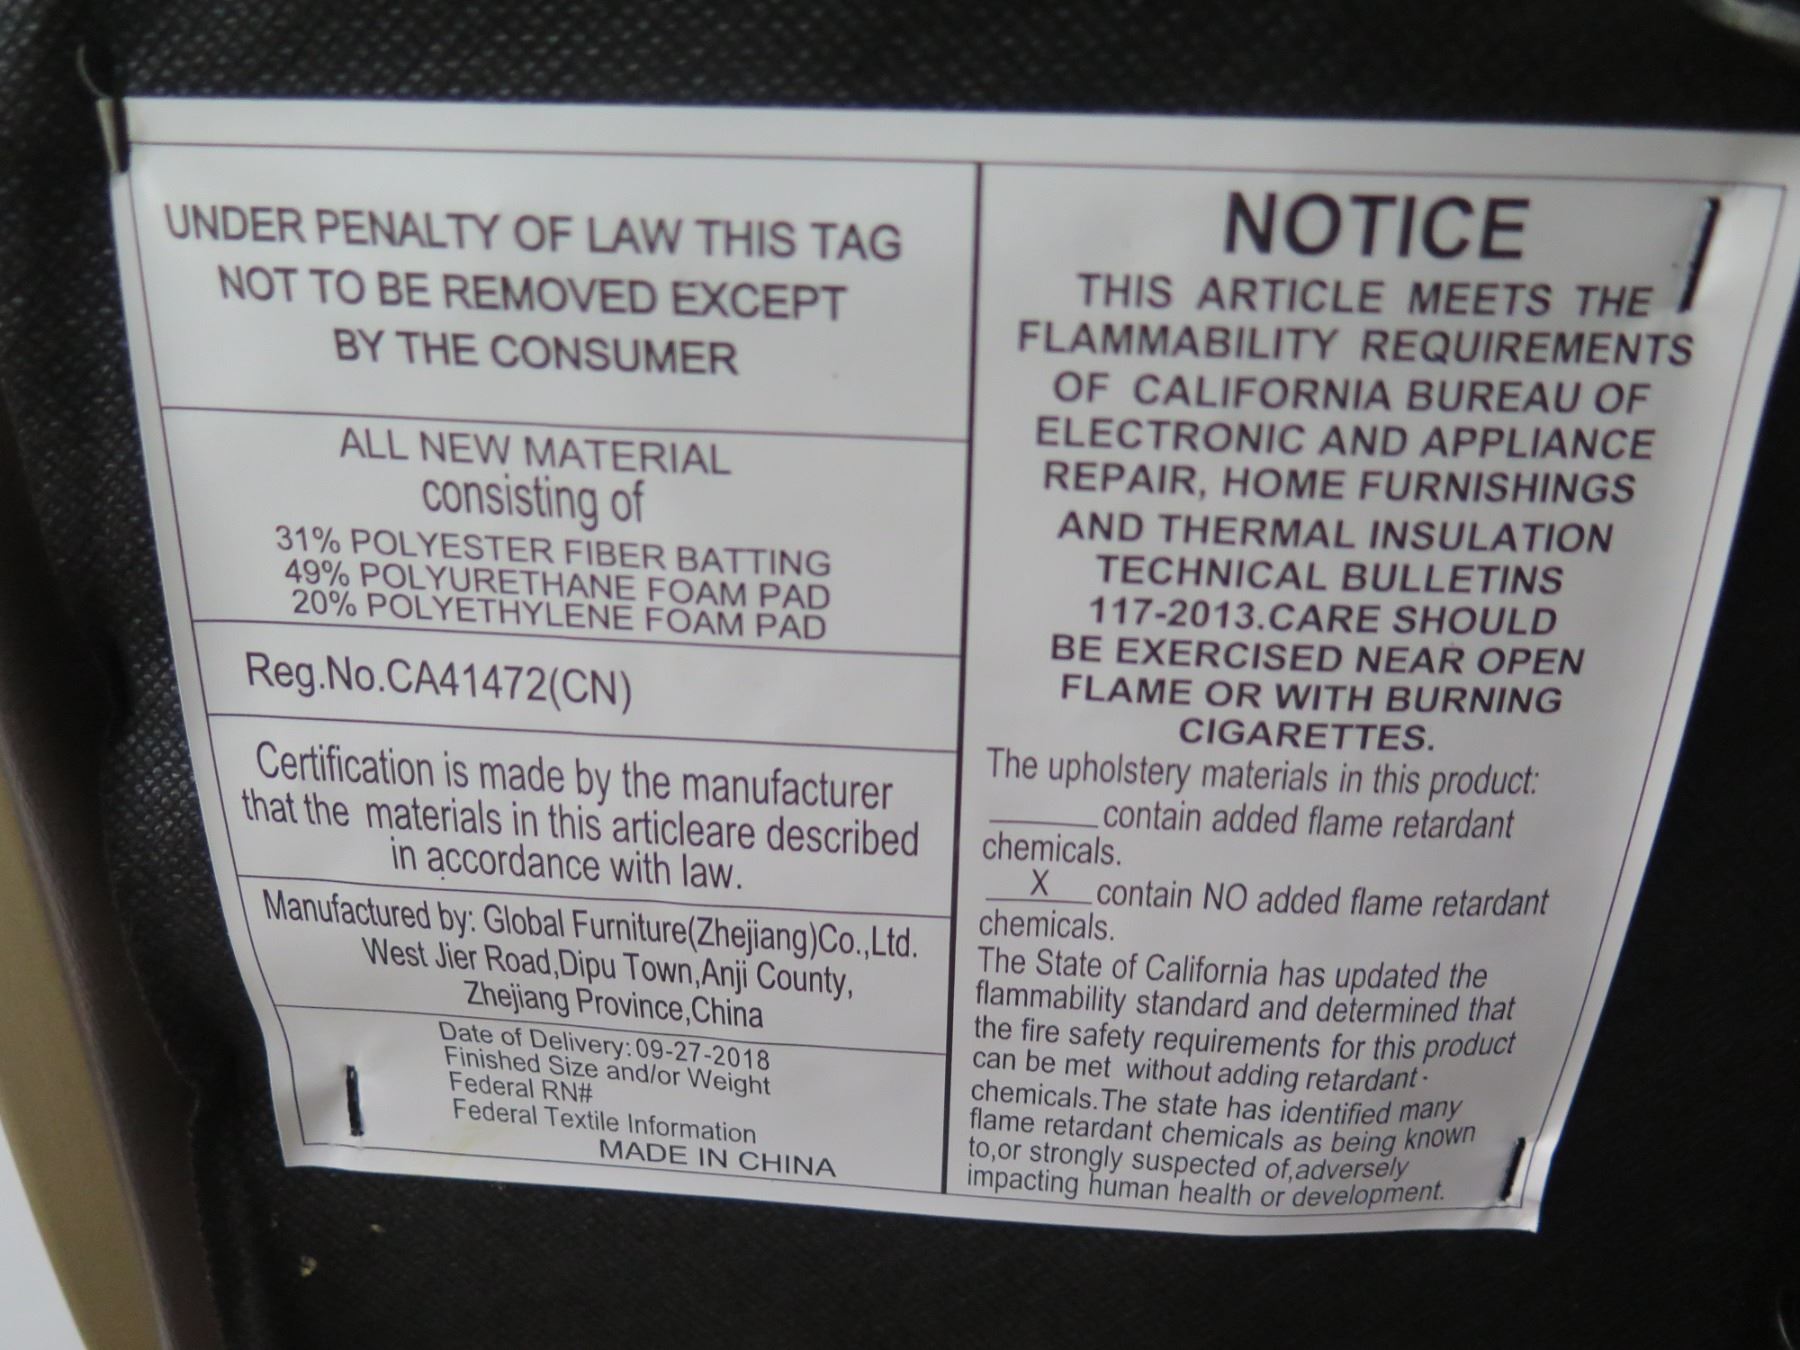 UNDER PENALTY OF LAW THIS TAG
NOT TO BE REMOVED EXCEPT
BY THE CONSUMER
ALL NEW MATERIAL
consisting of
31% POLYESTER FIBER BATTING
49% POLYURETHANE FOAM PAD
20% POLYETHYLENE FOAM PAD
Reg.No.CA41472(CN)
Certification is made by the manufacturer
that the materials in this articleare described
in accordance with law.
Manufactured by: Global Furniture(Zhejiang)Co.,Ltd.
West Jier Road,Dipu Town,Anji County,
Zhejiang Province,China
Date of Delivery:09-27-2018
Finished Size and/or Weight
Federal RN#
Federal Textile Information
MADE IN CHINA
NOTICE
THIS ARTICLE MEETS THE
FLAMMABILITY REQUIREMENTS
OF CALIFORNIA BUREAU OF
ELECTRONIC AND APPLIANCE
REPAIR, HOME FURNISHINGS
AND THERMAL INSULATION
TECHNICAL BULLETINS
117-2013.CARE SHOULD
BE EXERCISED NEAR OPEN
FLAME OR WITH BURNING
CIGARETTES.
The upholstery materials in this product:
______contain added flame retardant
chemicals.
___X___contain NO added flame retardant
chemicals.
The State of California has updated the
flammability standard and determined that
the fire safety requirements for this product
can be met without adding retardant
chemicals.The state has identified many
flame retardant chemicals as being known
to,or strongly suspected of,adversely
impacting human health or development.